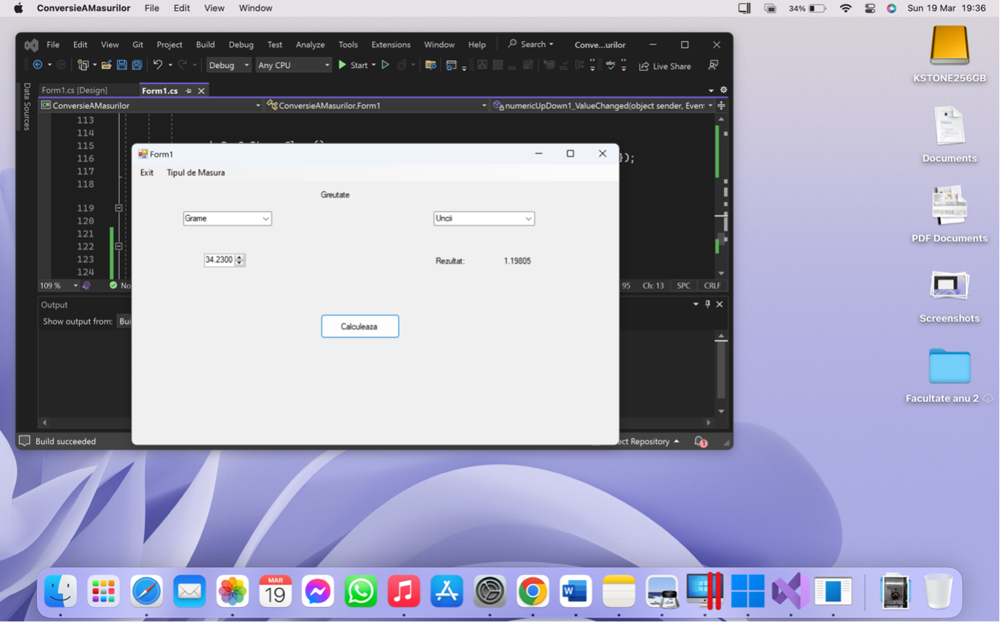 ConversieAMasurilor File Edit View Window 34% Sun 19 Mar 19:36
File Edit View Git Project Build Debug Test Analyze Tools Extensions Window Help Search Conve...urilor
Debug Any CPU Start Live Share
Data Sources
Form1.cs [Design] Form1.cs
ConversieAMasurilor ConversieAMasurilor.Form1 numericUpDown1_ValueChanged(object sender, Event
113
114
115
116 });
117
118
119
120
121
122
123
124
109 % No 95 Ch: 13 SPC CRLF
Form1
Exit Tipul de Masura
Greutate
Grame Uncii
34.2300 Rezultat: 1.19805
Calculeaza
Output
Show output from: Bui
Build succeeded ect Repository 1
KSTONE256GB
Documents
PDF Documents
Screenshots
Facultate anu 2
MAR
19